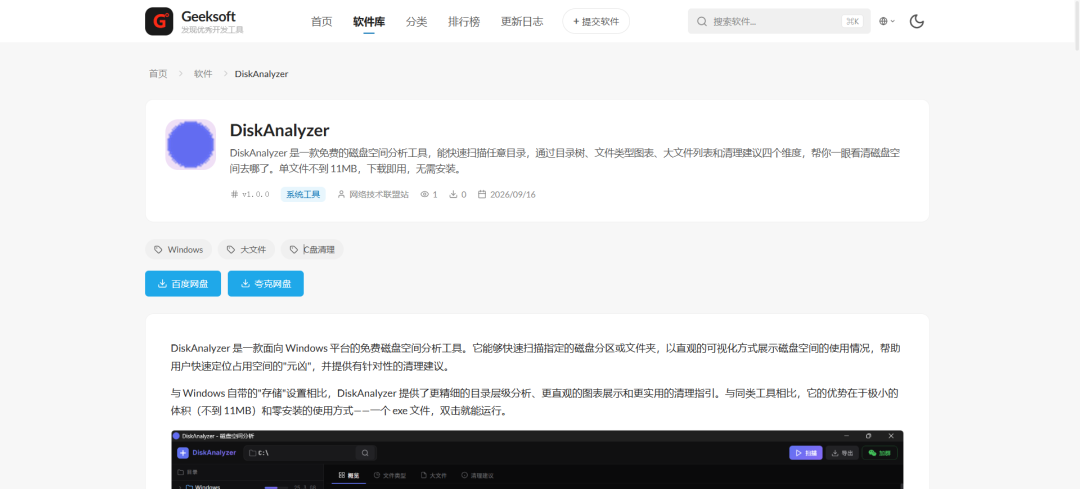 Geeksoft
发现优秀开发工具
首页 软件库 分类 排行榜 更新日志 + 提交软件 搜索软件... ⌘K
首页 > 软件 > DiskAnalyzer
DiskAnalyzer
DiskAnalyzer 是一款免费的磁盘空间分析工具，能快速扫描任意目录，通过目录树、文件类型图表、大文件列表和清理建议四个维度，帮你一眼看清磁盘空
间去哪了。单文件不到 11MB，下载即用，无需安装。
# v1.0.0 系统工具 网络技术联盟站 1 0 2026/09/16
Windows 大文件 C盘清理
百度网盘 夸克网盘
DiskAnalyzer 是一款面向 Windows 平台的免费磁盘空间分析工具。它能够快速扫描指定的磁盘分区或文件夹，以直观的可视化方式展示磁盘空间的使用情况，帮助
用户快速定位占用空间的"元凶"，并提供有针对性的清理建议。
与 Windows 自带的"存储"设置相比，DiskAnalyzer 提供了更精细的目录层级分析、更直观的图表展示和更实用的清理指引。与同类工具相比，它的优势在于极小的
体积（不到 11MB）和零安装的使用方式——一个 exe 文件，双击就能运行。
DiskAnalyzer - 磁盘空间分析
DiskAnalyzer C:\ 扫描 导出 加群
目录 概览 文件类型 大文件 清理建议
Windows